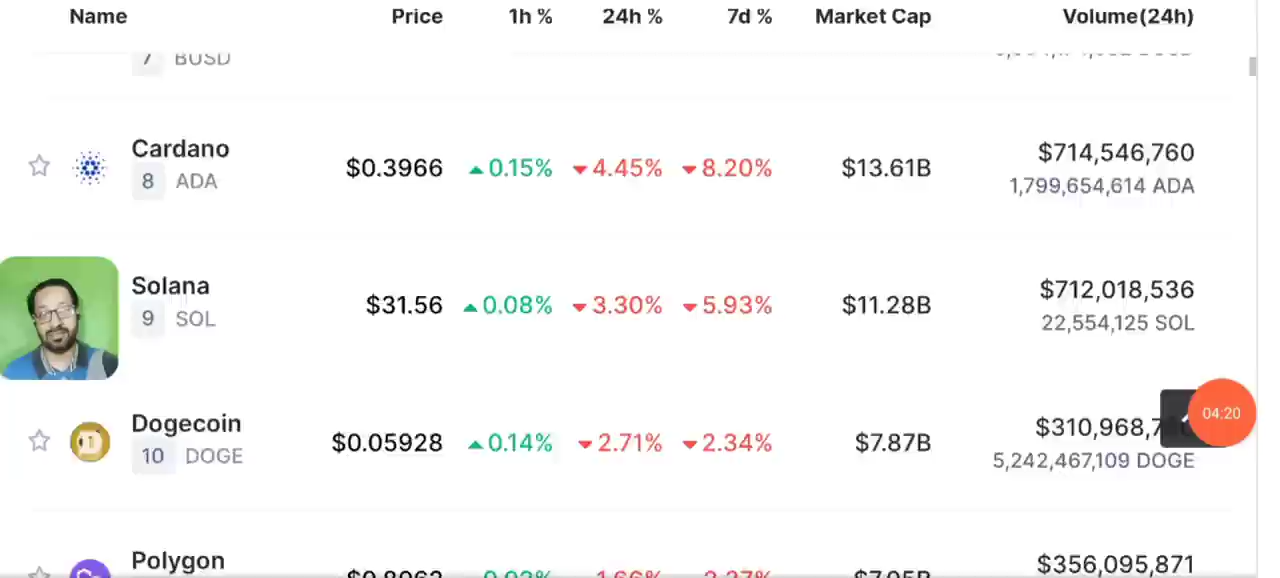 Name Price 1h % 24h % 7d % Market Cap Volume(24h)
7 BUSD
Cardano
8 ADA
$0.3966 0.15% 4.45% 8.20% $13.61B
$714,546,760
1,799,654,614 ADA
Solana
9 SOL
$31.56 0.08% 3.30% 5.93% $11.28B
$712,018,536
22,554,125 SOL
Dogecoin
10 DOGE
$0.05928 0.14% 2.71% 2.34% $7.87B
04:20
5,242,467,109 DOGE
Polygon
$356,095,871